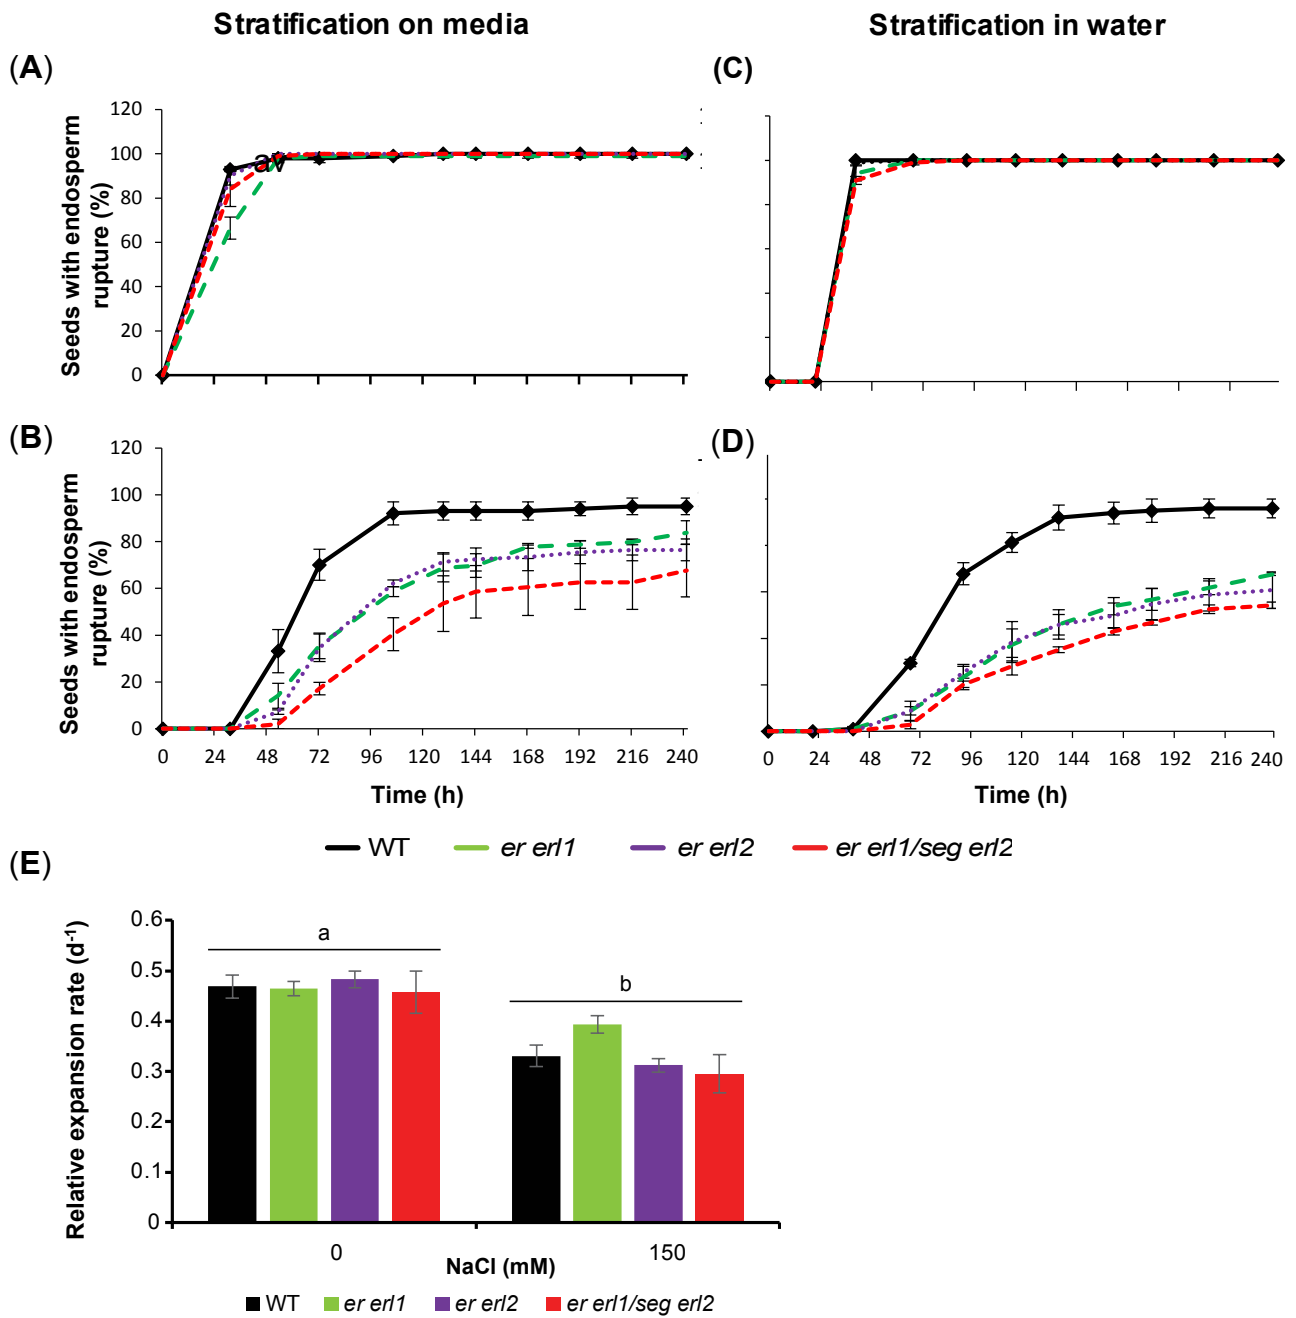 Stratification on media
Stratification in water
(A)
(C)
120
100
80
60
40
20
0
Seeds with endosperm
rupture (%)
(B)
(D)
120
100
80
60
40
20
0
Seeds with endosperm
rupture (%)
0 24 48 72 96 120 144 168 192 216 240
0 24 48 72 96 120 144 168 192 216 240
Time (h)
Time (h)
WT er erl1 er erl2 er erl1/seg erl2
(E)
0.6
0.5
0.4
0.3
0.2
0.1
0
Relative expansion rate (d-1)
a
b
0 150
NaCl (mM)
WT er erl1 er erl2 er erl1/seg erl2